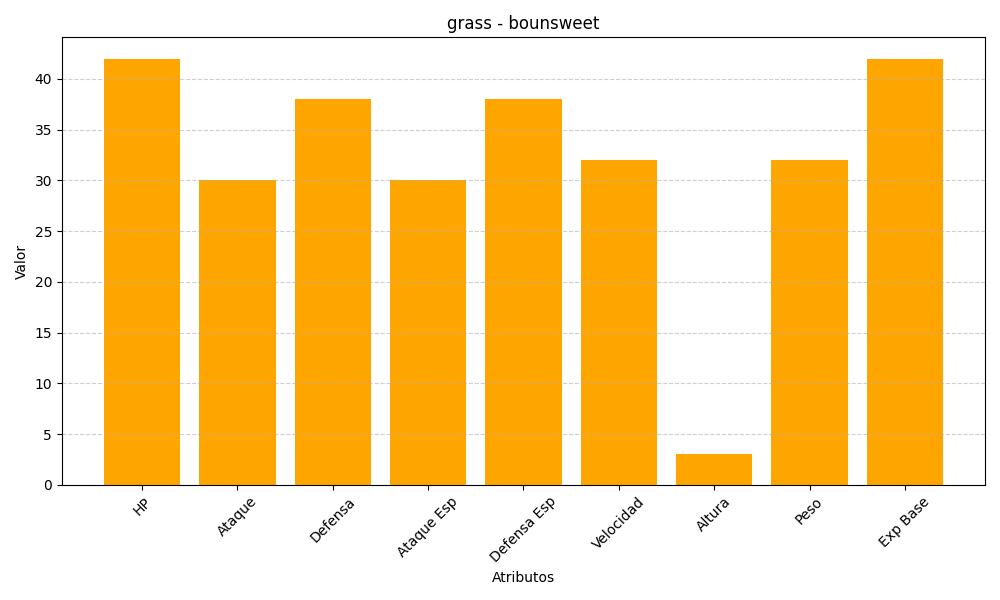 grass - bounsweet
Valor
40
35
30
25
20
15
10
5
0
HP
Ataque
Defensa
Ataque Esp
Defensa Esp
Velocidad
Altura
Peso
Exp Base
Atributos